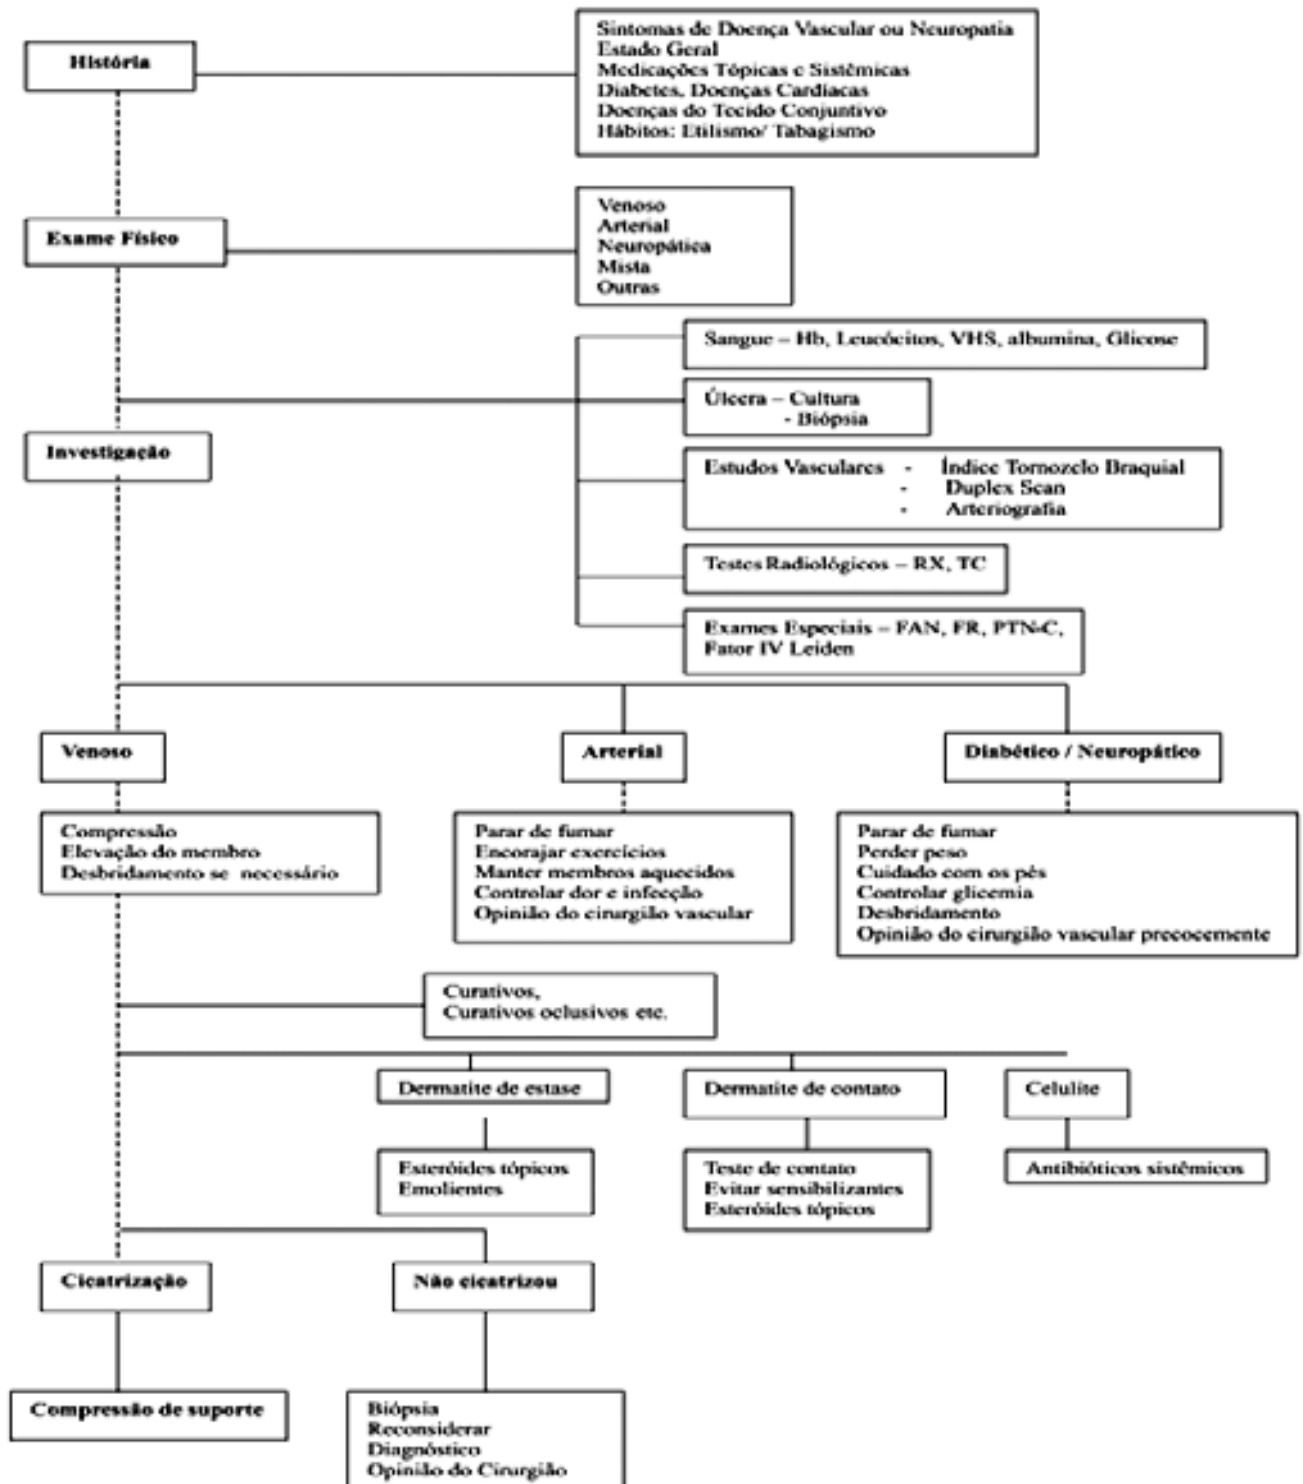 História
Sintomas de Doença Vascular ou Neuropatia
Estado Geral
Medicações Tópicas e Sistêmicas
Diabetes, Doenças Cardíacas
Doenças do Tecido Conjuntivo
Hábitos: Etilismo/ Tabagismo
Exame Físico
Venoso
Arterial
Neuropática
Mista
Outras
Sangue – Hb, Leucócitos, VHS, albumina, Glicose
Úlcera – Cultura
- Biópsia
Investigação
Estudos Vasculares - Índice Tornozelo Braquial
- Duplex Scan
- Arteriografia
Testes Radiológicos – RX, TC
Exames Especiais – FAN, FR, PTN-C,
Fator IV Leiden
Venoso
Arterial
Diabético / Neuropático
Compressão
Elevação do membro
Desbridamento se necessário
Parar de fumar
Encorajar exercícios
Manter membros aquecidos
Controlar dor e infecção
Opinião do cirurgião vascular
Parar de fumar
Perder peso
Cuidado com os pés
Controlar glicemia
Desbridamento
Opinião do cirurgião vascular precocemente
Curativos,
Curativos oclusivos etc.
Dermatite de estase
Dermatite de contato
Celulite
Esteróides tópicos
Emolientes
Teste de contato
Evitar sensibilizantes
Esteróides tópicos
Antibióticos sistêmicos
Cicatrização
Não cicatrizou
Compressão de suporte
Biópsia
Reconsiderar
Diagnóstico
Opinião do Cirurgião